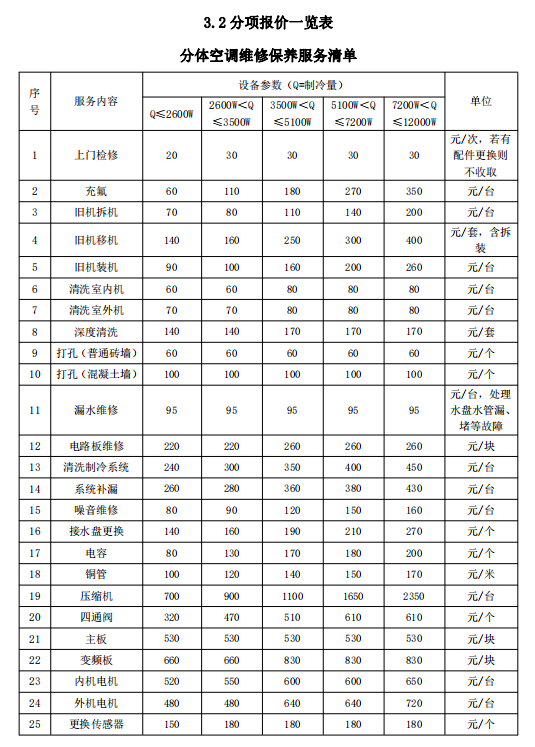 3.2分项报价一览表
分体空调维修保养服务清单
序号 服务内容 设备参数（Q=制冷量） 单位
Q≤2600W 2600W＜Q≤3500W 3500W＜Q≤5100W 5100W＜Q≤7200W 7200W＜Q≤12000W
1 上门检修 20 30 30 30 30 元/次，若有配件更换则不收取
2 充氟 60 110 180 270 350 元/台
3 旧机拆机 70 80 110 140 200 元/台
4 旧机移机 140 160 250 300 400 元/套，含拆装
5 旧机装机 90 100 160 200 260 元/台
6 清洗室内机 60 60 80 80 80 元/台
7 清洗室外机 70 70 80 80 80 元/台
8 深度清洗 140 140 170 170 170 元/套
9 打孔（普通砖墙） 60 60 60 60 60 元/个
10 打孔（混凝土墙） 100 100 100 100 100 元/个
11 漏水维修 95 95 95 95 95 元/台，处理水盘水管漏、堵等故障
12 电路板维修 220 220 260 260 260 元/块
13 清洗制冷系统 240 300 350 400 450 元/台
14 系统补漏 260 280 360 380 430 元/台
15 噪音维修 80 90 120 150 160 元/台
16 接水盘更换 140 160 190 210 270 元/个
17 电容 80 130 170 180 200 元/个
18 铜管 100 120 140 150 170 元/米
19 压缩机 700 900 1100 1650 2350 元/台
20 四通阀 320 470 510 610 610 元/个
21 主板 530 530 530 530 530 元/块
22 变频板 660 660 830 830 830 元/块
23 内机电机 520 550 600 600 650 元/台
24 外机电机 480 480 640 640 720 元/台
25 更换传感器 150 180 180 180 180 元/个